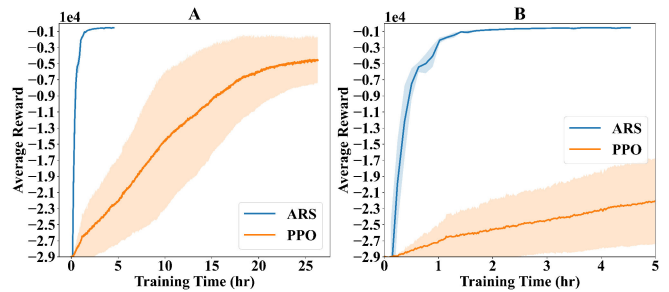 A
1e4
−0.1
−0.3
−0.5
−0.7
−0.9
−1.1
−1.3
−1.5
−1.7
−1.9
−2.1
−2.3
−2.5
−2.7
−2.9
Average Reward
ARS
PPO
0 5 10 15 20 25
Training Time (hr)
B
1e4
−0.1
−0.3
−0.5
−0.7
−0.9
−1.1
−1.3
−1.5
−1.7
−1.9
−2.1
−2.3
−2.5
−2.7
−2.9
Average Reward
ARS
PPO
0 1 2 3 4 5
Training Time (hr)